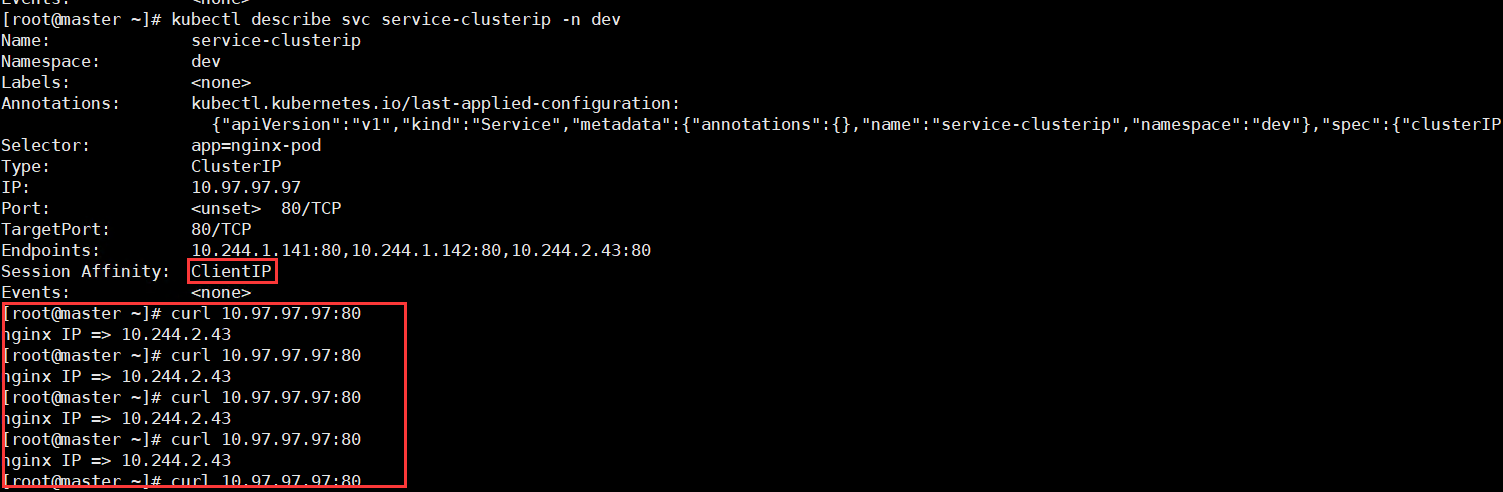 Events:            <none>
[root@master ~]# kubectl describe svc service-clusterip -n dev
Name:              service-clusterip
Namespace:         dev
Labels:            <none>
Annotations:       kubectl.kubernetes.io/last-applied-configuration:
                     {"apiVersion":"v1","kind":"Service","metadata":{"annotations":{},"name":"service-clusterip","namespace":"dev"},"spec":{"clusterIP
Selector:          app=nginx-pod
Type:              ClusterIP
IP:                10.97.97.97
Port:              <unset>  80/TCP
TargetPort:        80/TCP
Endpoints:         10.244.1.141:80,10.244.1.142:80,10.244.2.43:80
Session Affinity:  ClientIP
Events:            <none>
[root@master ~]# curl 10.97.97.97:80
nginx IP => 10.244.2.43
[root@master ~]# curl 10.97.97.97:80
nginx IP => 10.244.2.43
[root@master ~]# curl 10.97.97.97:80
nginx IP => 10.244.2.43
[root@master ~]# curl 10.97.97.97:80
nginx IP => 10.244.2.43
[root@master ~]# curl 10.97.97.97:80